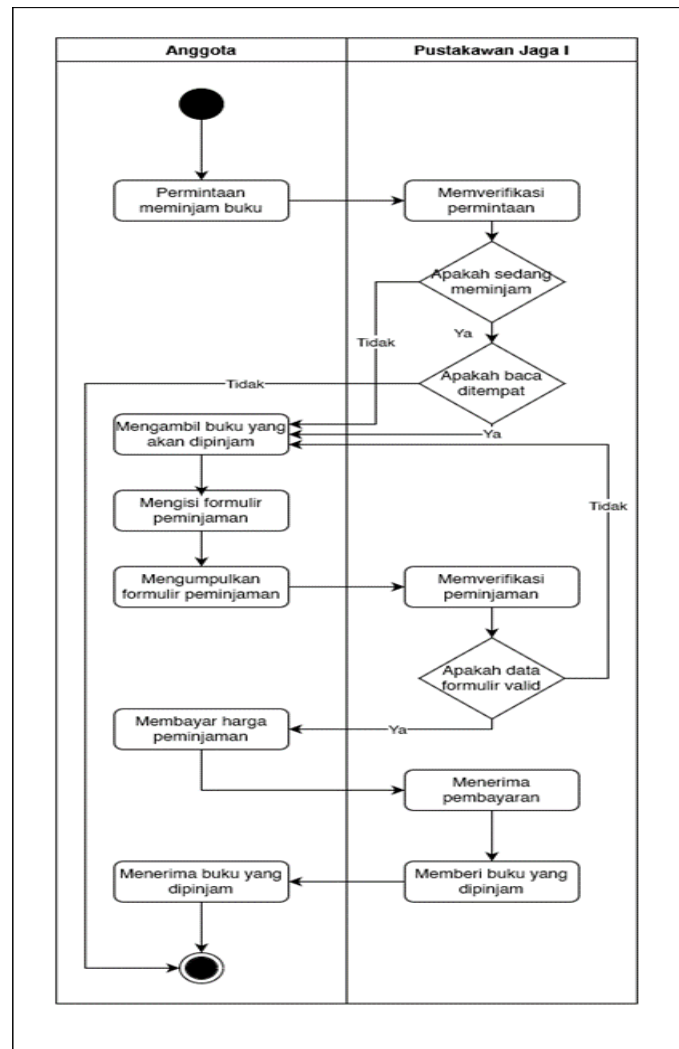 Anggota
Pustakawan Jaga I
Permintaan
meminjam buku
Memverifikasi
permintaan
Apakah sedang
meminjam
Tidak
Ya
Apakah baca
ditempat
Tidak
Ya
Mengambil buku yang
akan dipinjam
Mengisi formulir
peminjaman
Tidak
Mengumpulkan
formulir peminjaman
Memverifikasi
peminjaman
Apakah data
formulir valid
Ya
Membayar harga
peminjaman
Menerima
pembayaran
Memberi buku yang
dipinjam
Menerima buku yang
dipinjam